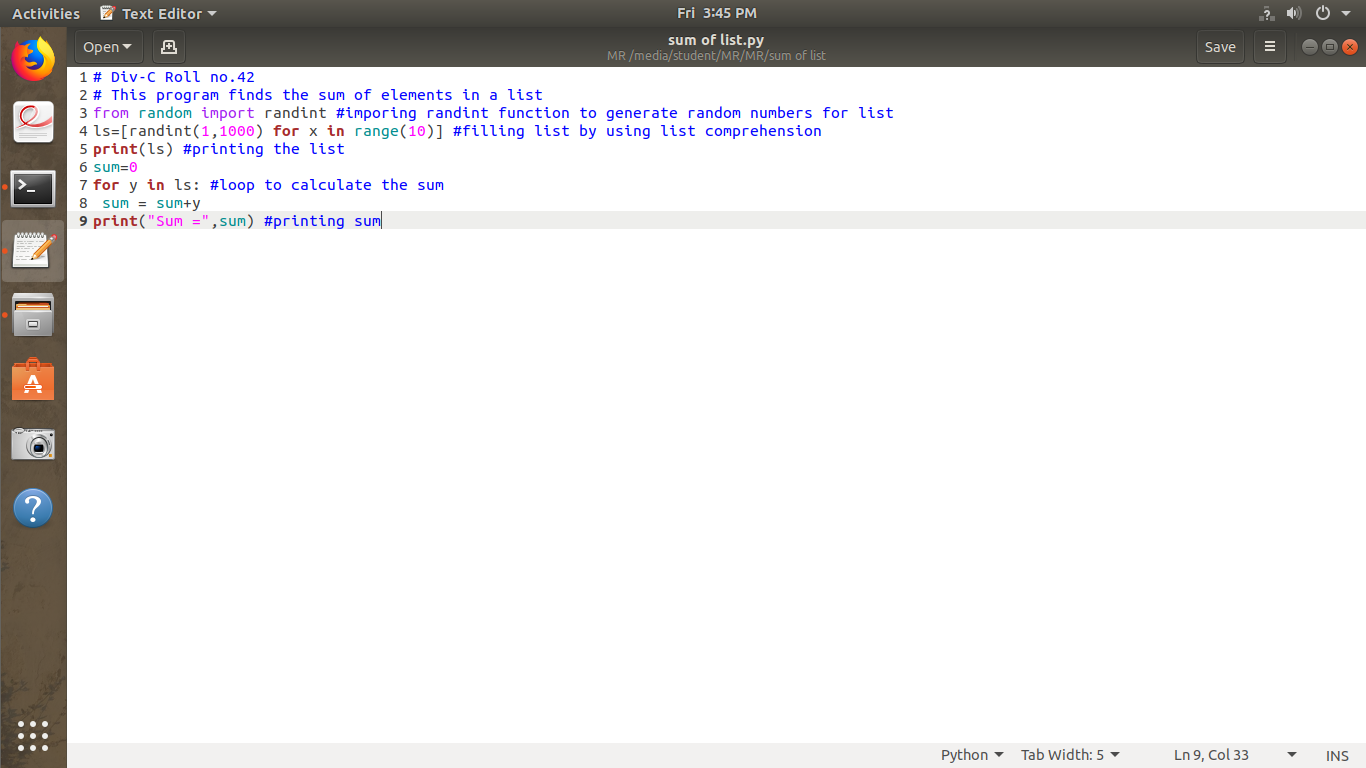 Activities Text Editor Fri 3:45 PM
Open sum of list.py Save
MR /media/student/MR/MR/sum of list
1 # Div-C Roll no.42
2 # This program finds the sum of elements in a list
3 from random import randint #imporing randint function to generate random numbers for list
4 ls=[randint(1,1000) for x in range(10)] #filling list by using list comprehension
5 print(ls) #printing the list
6 sum=0
7 for y in ls: #loop to calculate the sum
8  sum = sum+y
9 print("Sum =",sum) #printing sum
Python Tab Width: 5 Ln 9, Col 33 INS